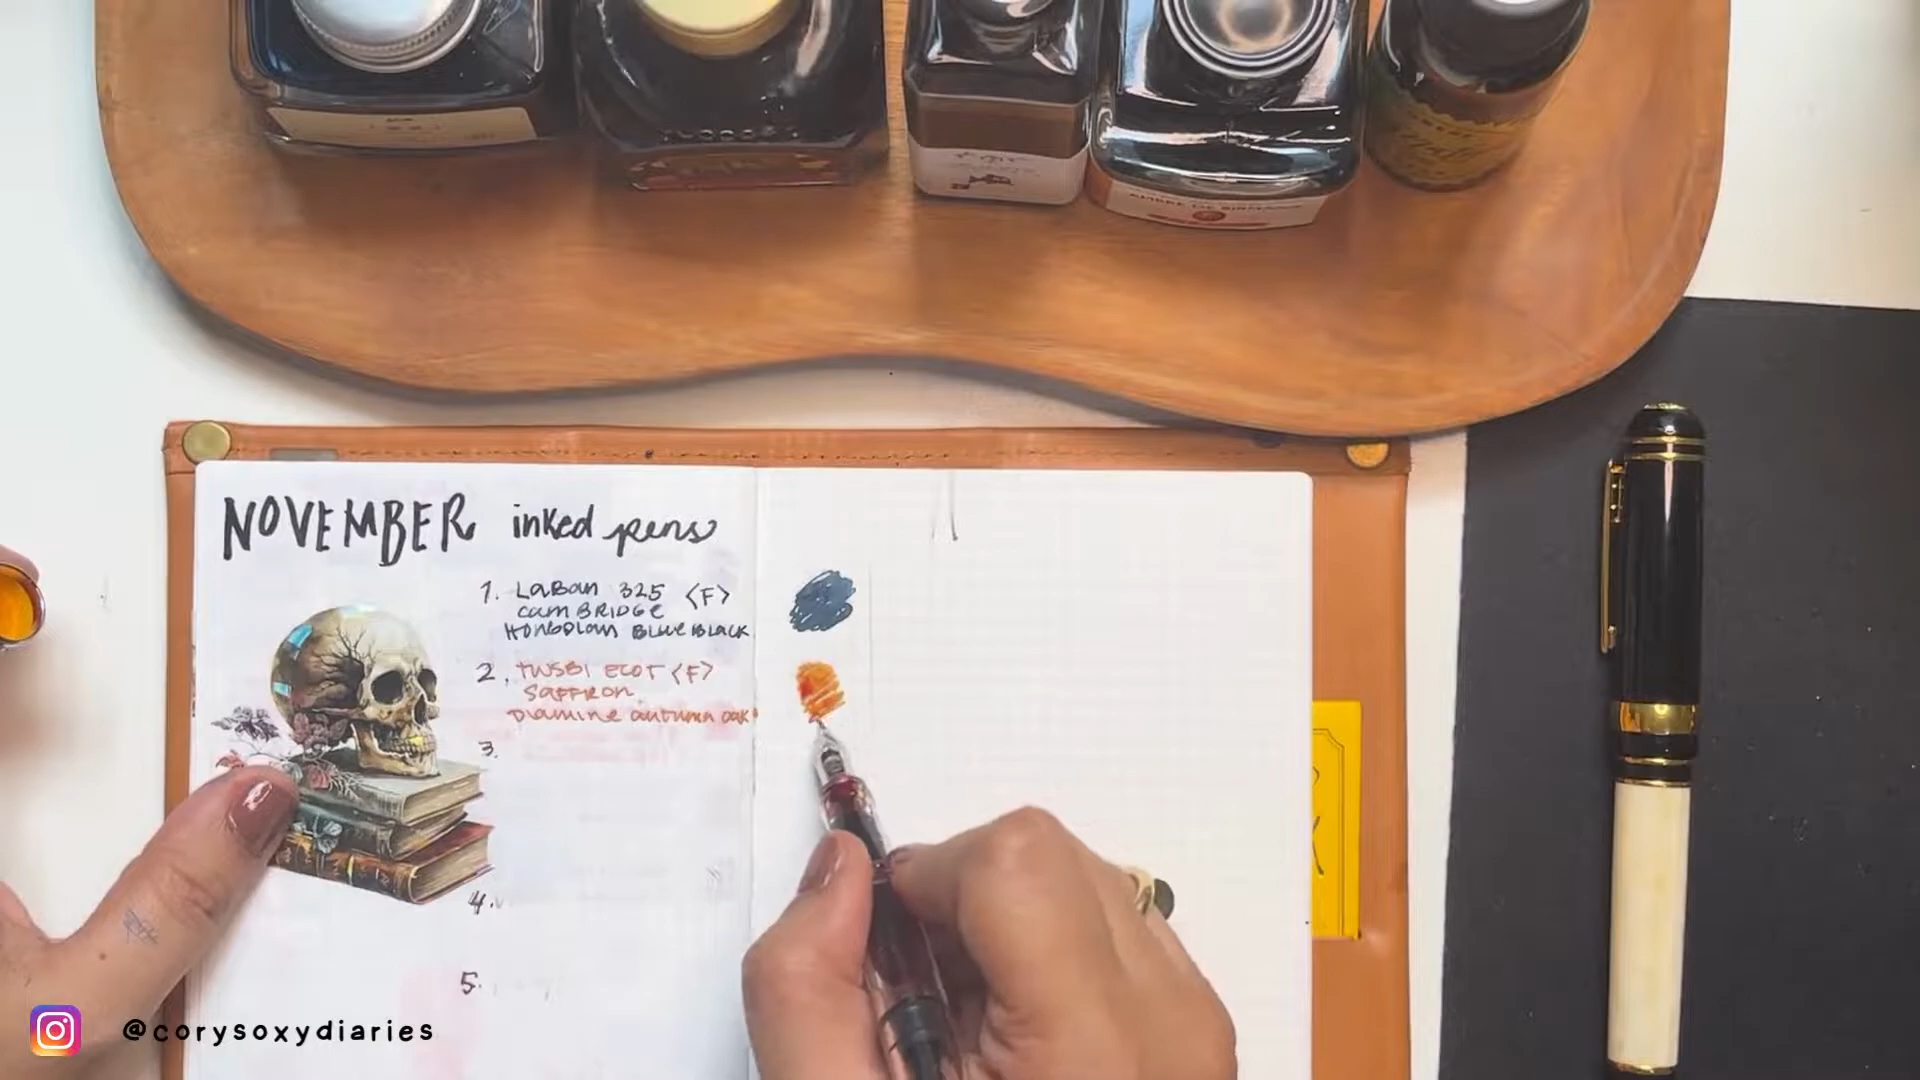 NOVEMBER inked pens
1. LaBan 325 <F>
camBRIDGe
Hongdian BlueBlack
2. TWSBI ECOT <F>
Saffron
Diamine autumn oak
3.
4.
5.
@corysoxydiaries